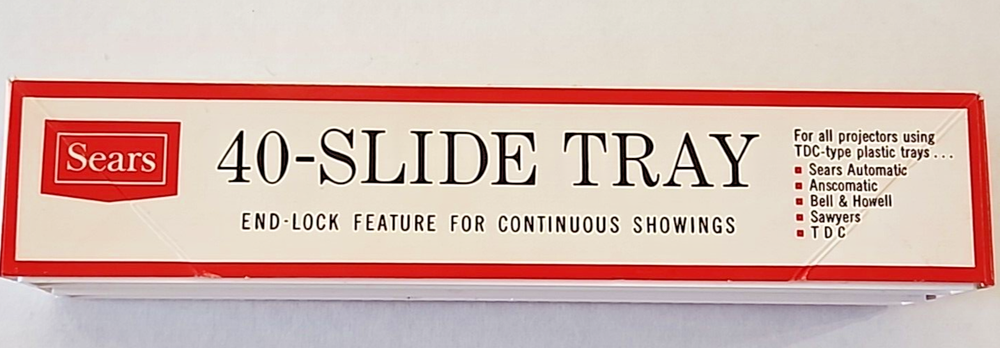 Sears
40-SLIDE TRAY
END-LOCK FEATURE FOR CONTINUOUS SHOWINGS
For all projectors using
TDC-type plastic trays . . .
Sears Automatic
Anscomatic
Bell & Howell
Sawyers
TDC